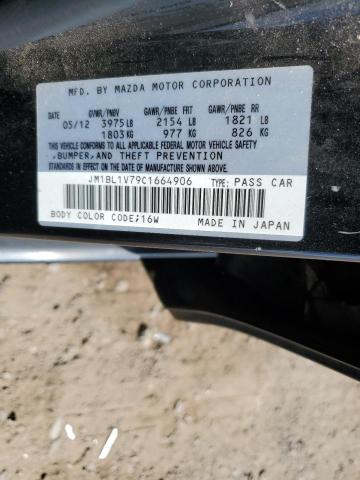 MFD. BY MAZDA MOTOR CORPORATION
GVWR/PNBV GAWR/PNBE FRT GAWR/PNBE RR
05/12 3975 LB 2154 LB 1821 LB
1803 KG 977 KG 826 KG
THIS VEHICLE CONFORMS TO ALL APPLICABLE
FEDERAL MOTOR VEHICLE SAFETY
, BUMPER, AND THEFT PREVENTION
STANDARDS IN EFFECT ON THE DATE
OF MANUFACTURE SHOWN ABOVE.
JM1BL1V79C1664906 TYPE: PASS CAR
BODY COLOR CODE;16W MADE IN JAPAN